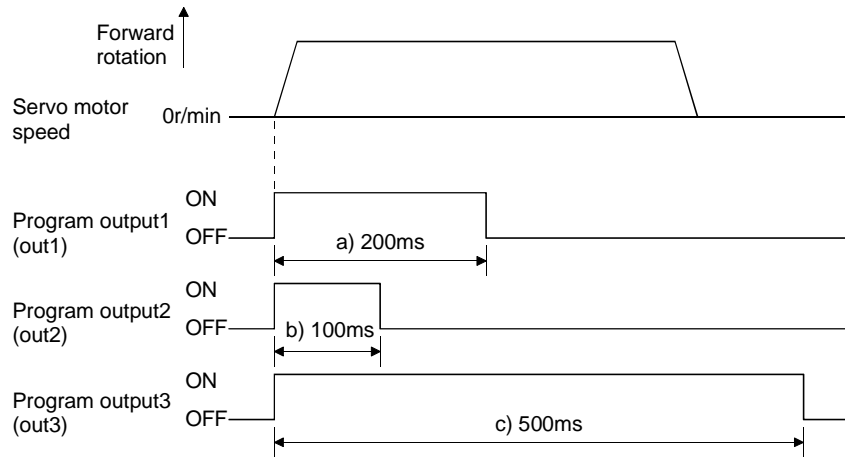 Forward
rotation
Servo motor
speed
0r/min
Program output1
(out1)
ON
OFF
a) 200ms
Program output2
(out2)
ON
OFF
b) 100ms
Program output3
(out3)
ON
OFF
c) 500ms